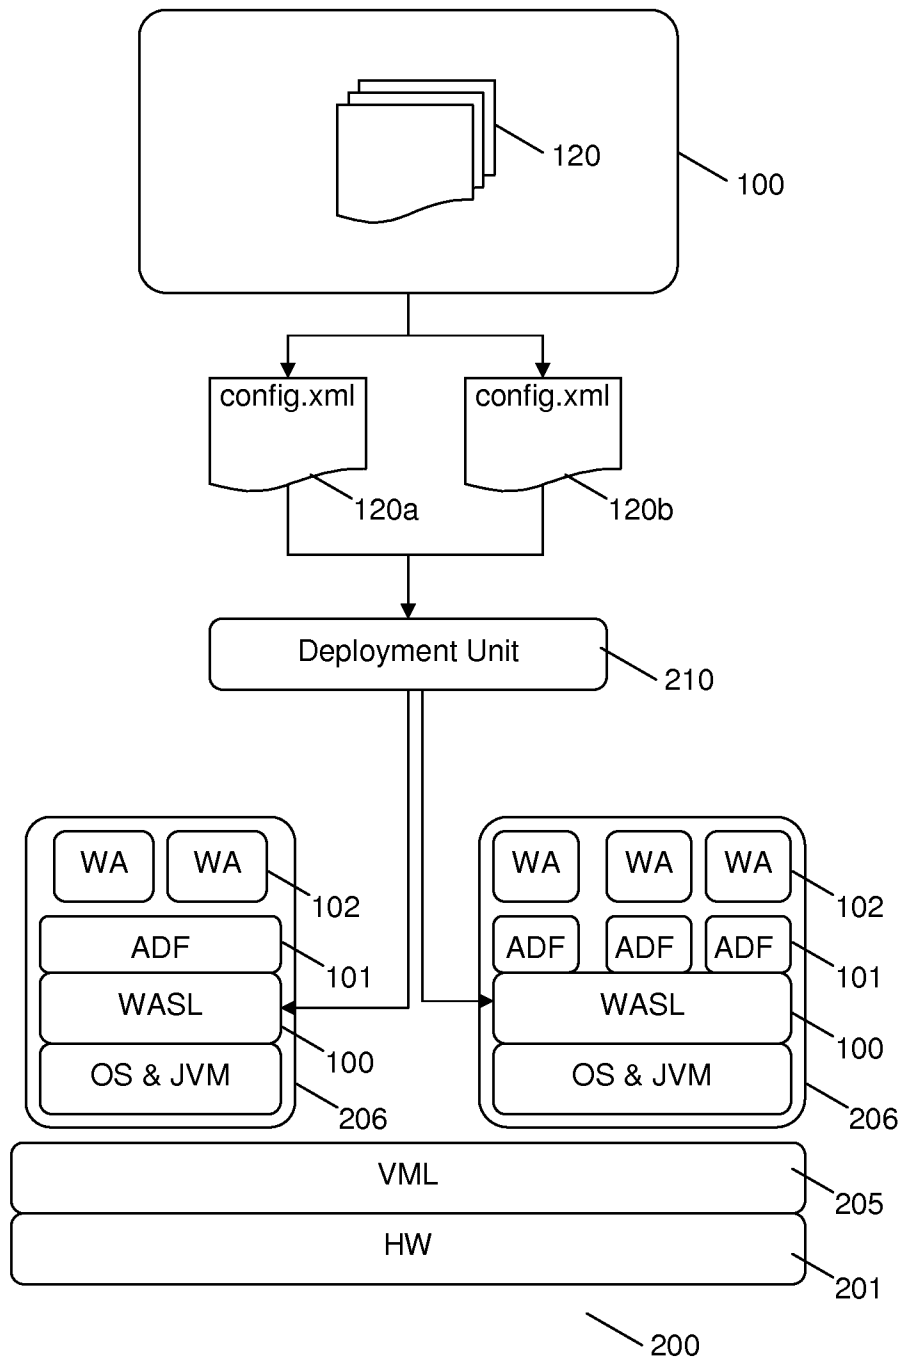 120
100
config.xml config.xml
120a 120b
Deployment Unit
210
WA WA WA WA WA
102 102
ADF ADF ADF ADF
101 101
WASL WASL
100 100
OS & JVM OS & JVM
206 206
VML
205
HW
201
200